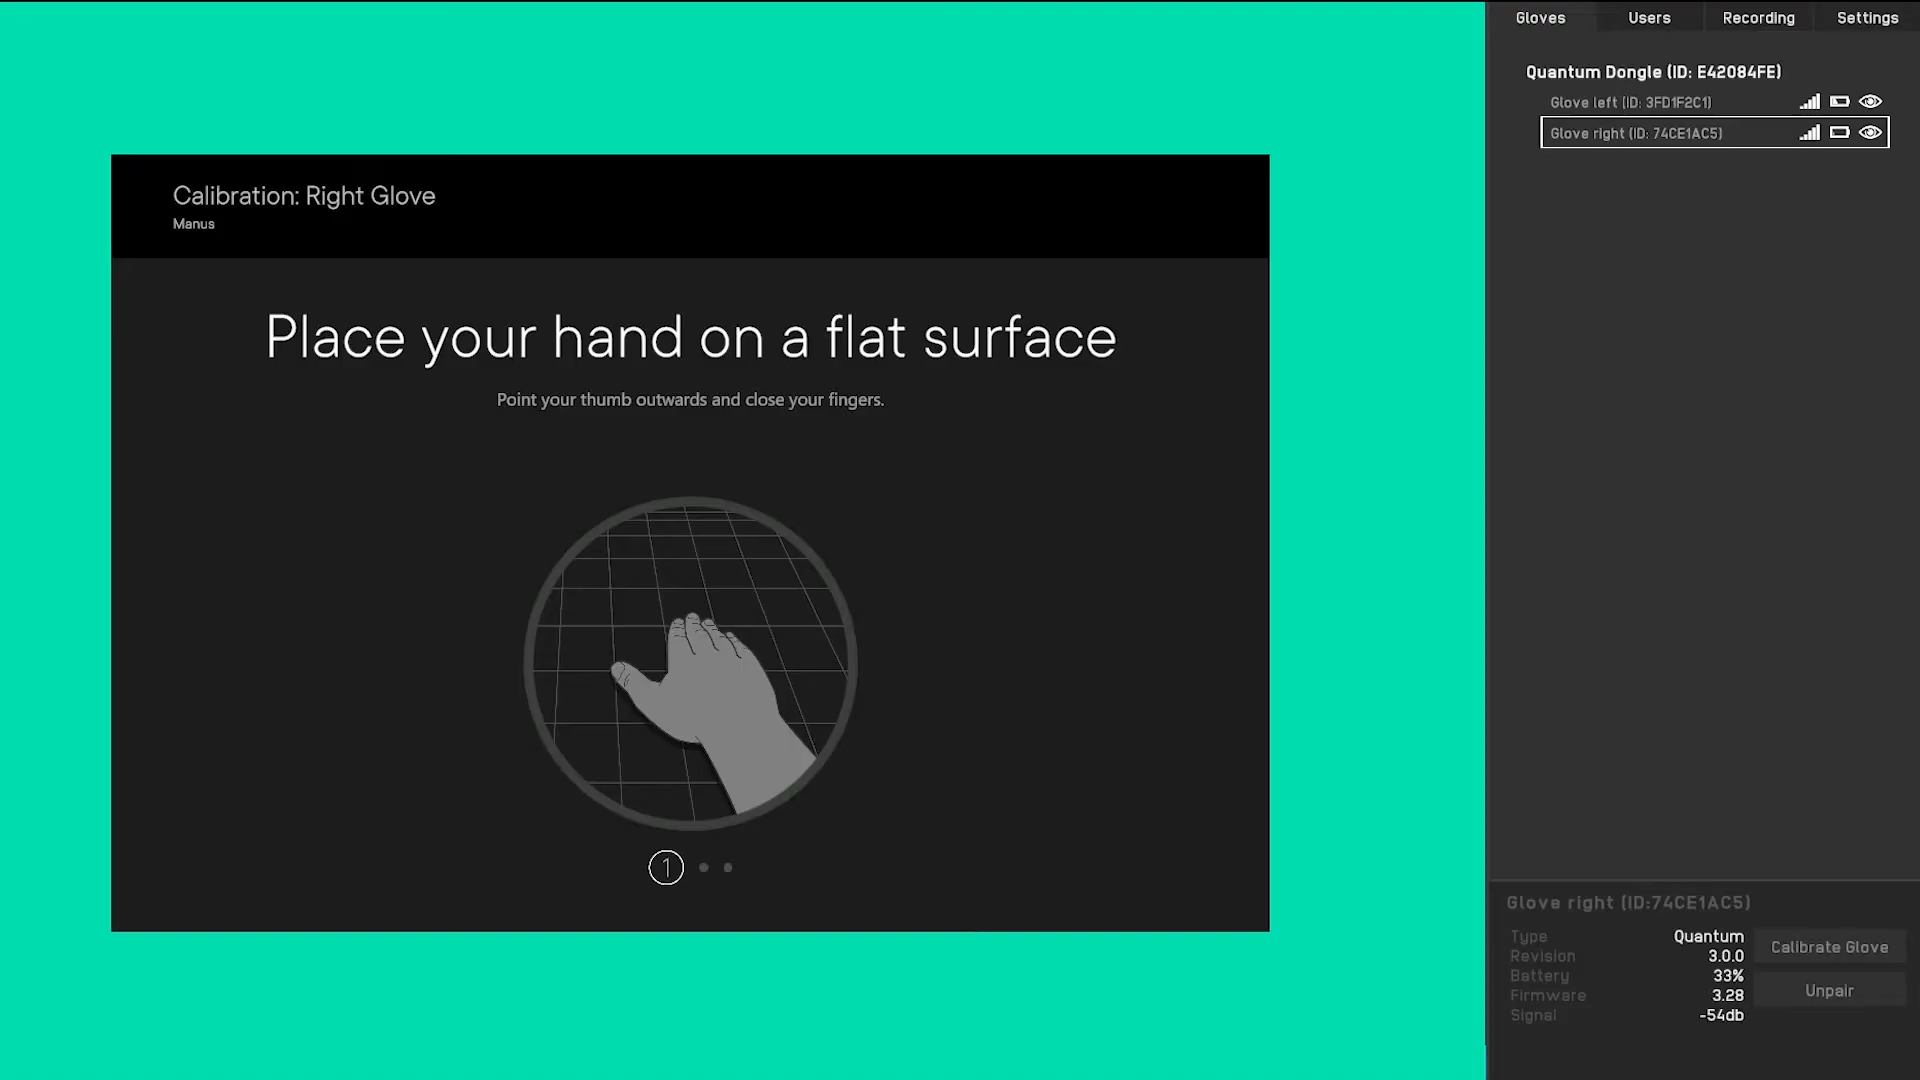 Gloves Users Recording Settings
Quantum Dongle (ID: E42084FE)
Glove left (ID: 3FD1F2C1)
Glove right (ID: 74CE1AC5)
Calibration: Right Glove
Manus
Place your hand on a flat surface
Point your thumb outwards and close your fingers.
1
Glove right (ID:74CE1AC5)
Type Quantum
Revision 3.0.0
Battery 33%
Firmware 3.28
Signal -54db
Calibrate Glove
Unpair